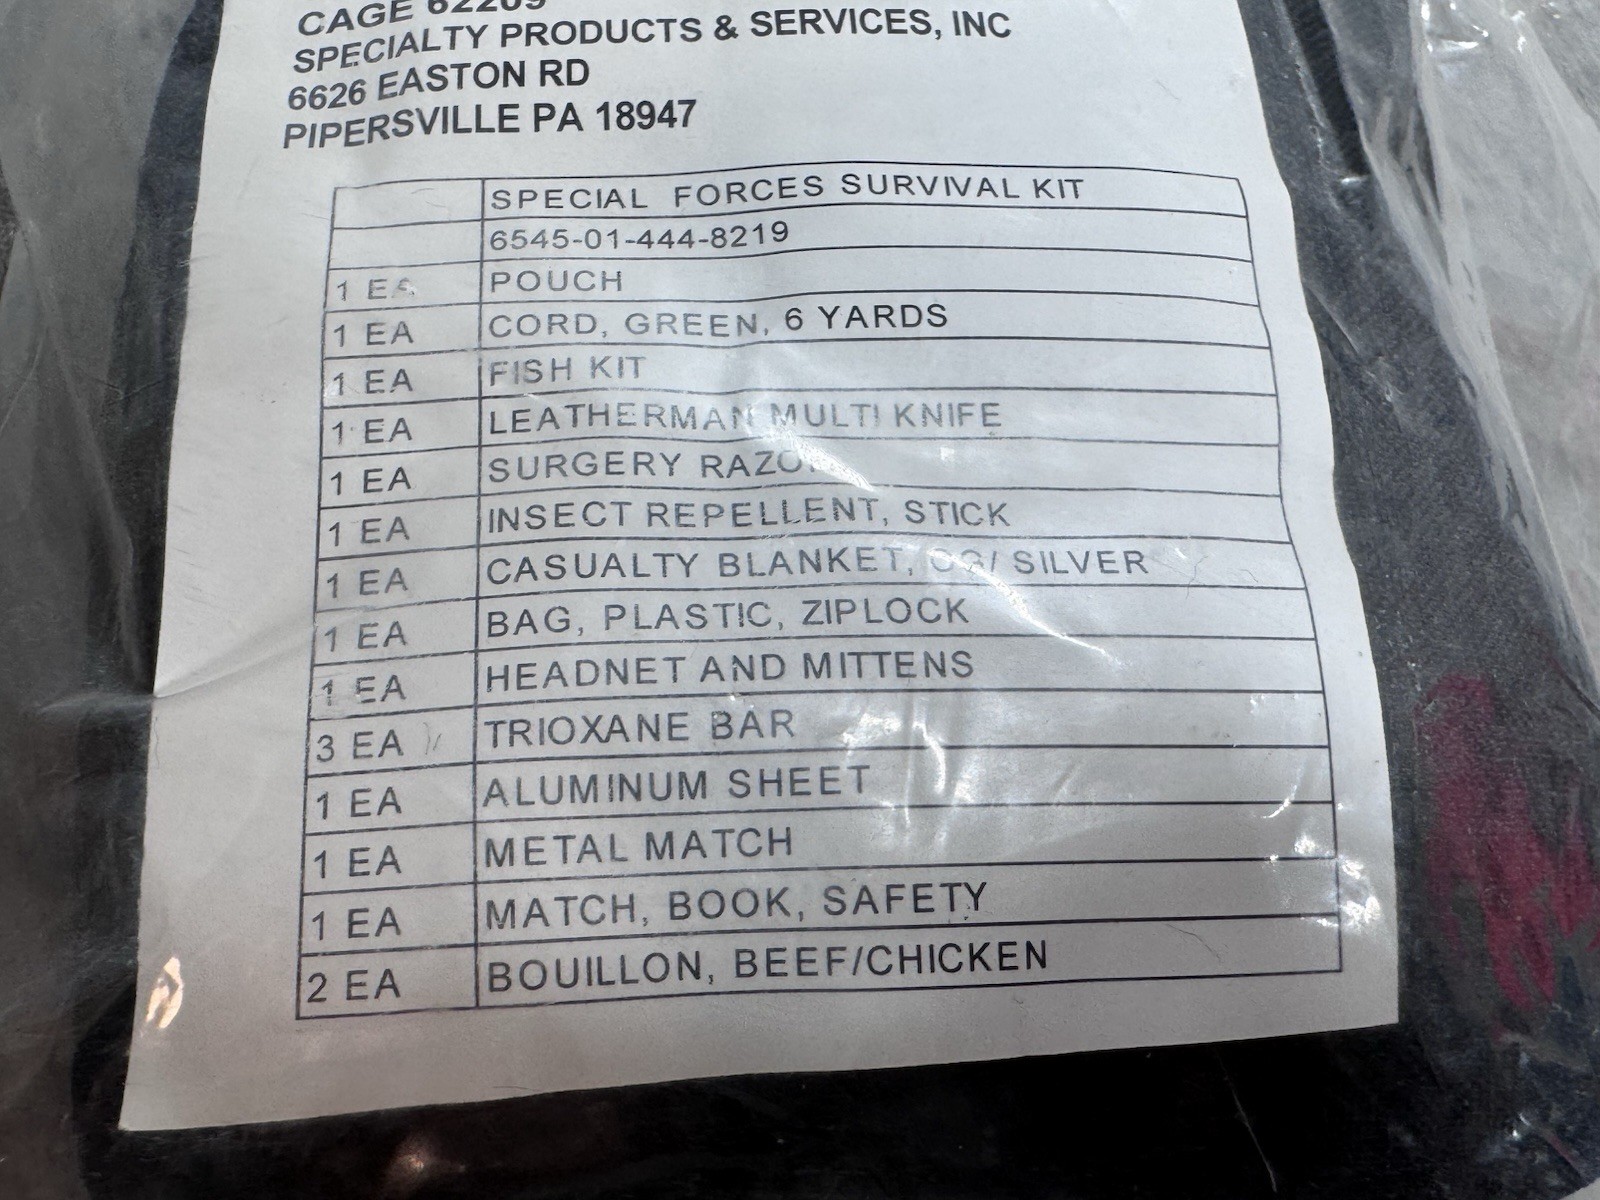 CAGE 62209
SPECIALTY PRODUCTS & SERVICES, INC
6626 EASTON RD
PIPERSVILLE PA 18947
SPECIAL FORCES SURVIVAL KIT
6545-01-444-8219
1 EA POUCH
1 EA CORD, GREEN, 6 YARDS
1 EA FISH KIT
1 EA LEATHERMAN MULTI KNIFE
1 EA SURGERY RAZOR
1 EA INSECT REPELLENT, STICK
1 EA CASUALTY BLANKET, OG/ SILVER
1 EA BAG, PLASTIC, ZIPLOCK
1 EA HEADNET AND MITTENS
3 EA TRIOXANE BAR
1 EA ALUMINUM SHEET
1 EA METAL MATCH
1 EA MATCH, BOOK, SAFETY
2 EA BOUILLON, BEEF/CHICKEN